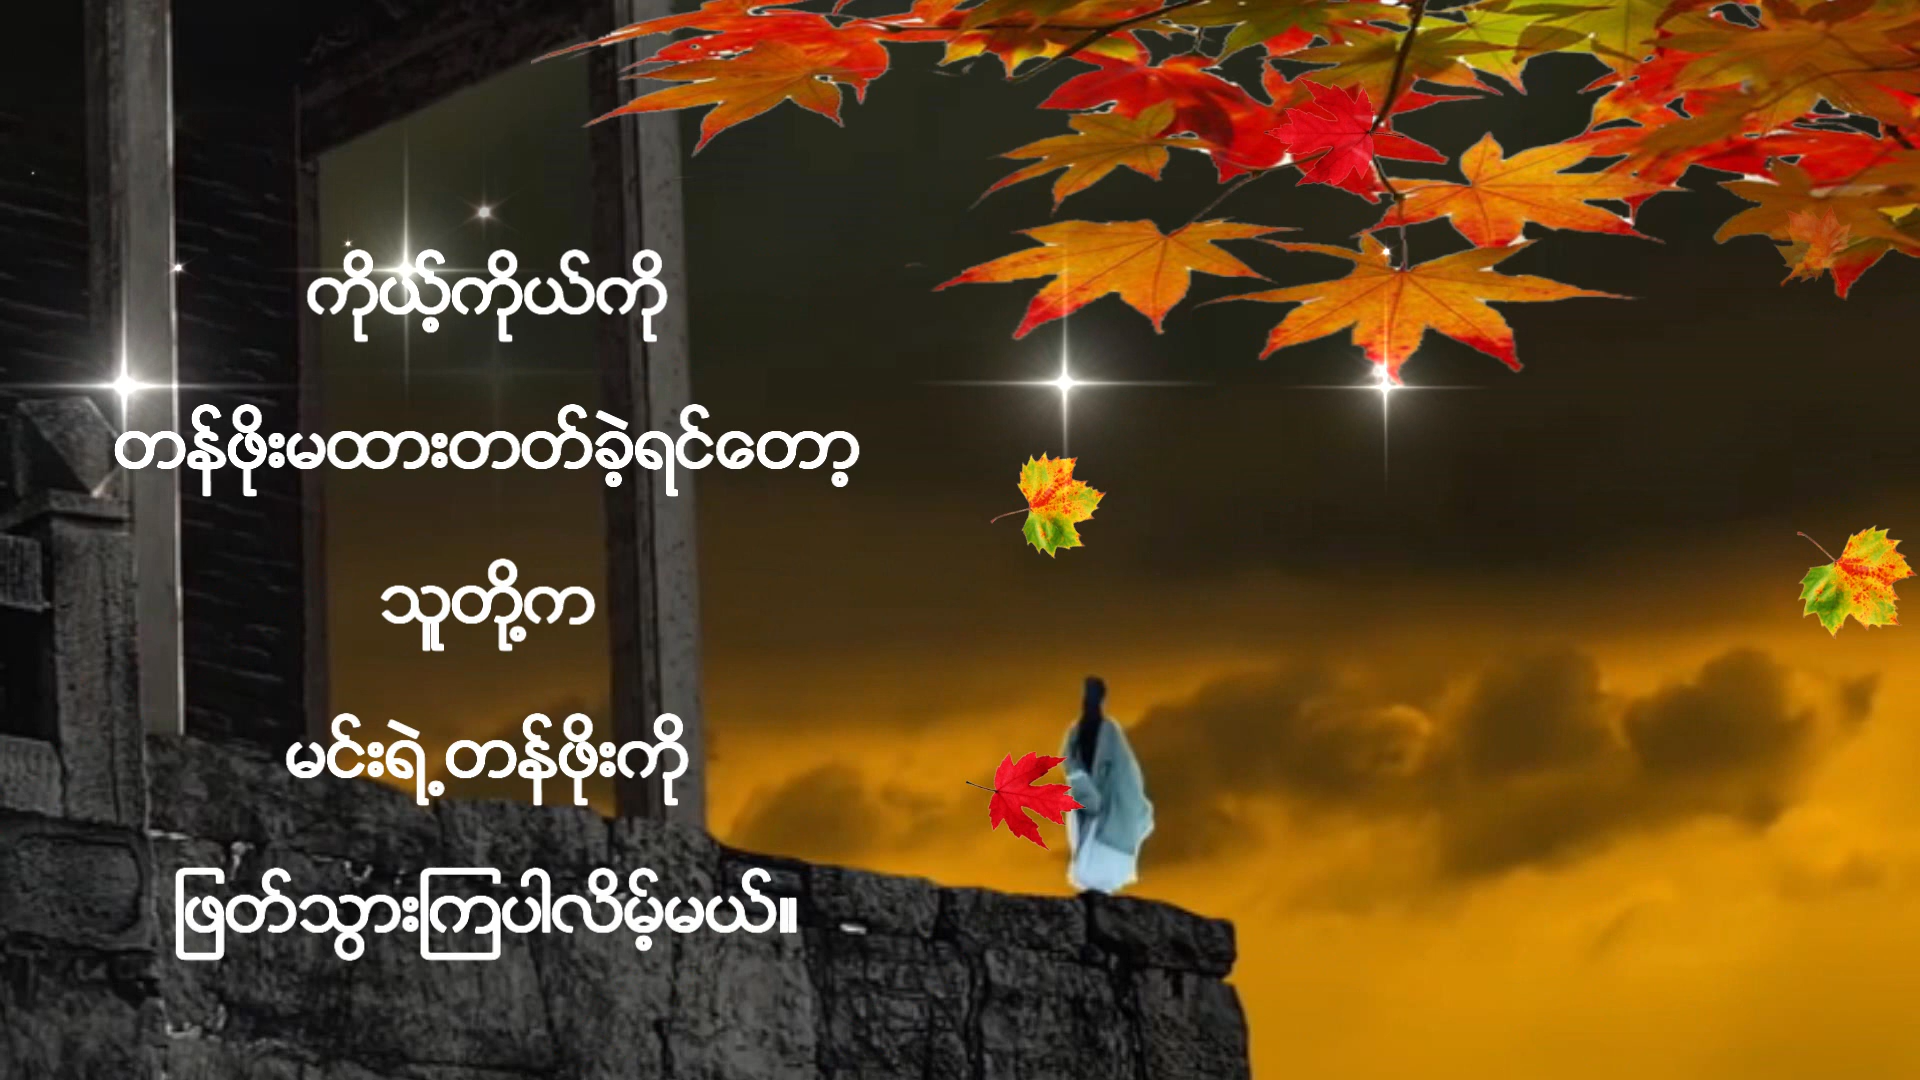 ကိုယ့်ကိုယ်ကို
တန်ဖိုးမထားတတ်ခဲ့ရင်တော့
သူတို့က
မင်းရဲ့တန်ဖိုးကို
ဖြတ်သွားကြပါလိမ့်မယ်။